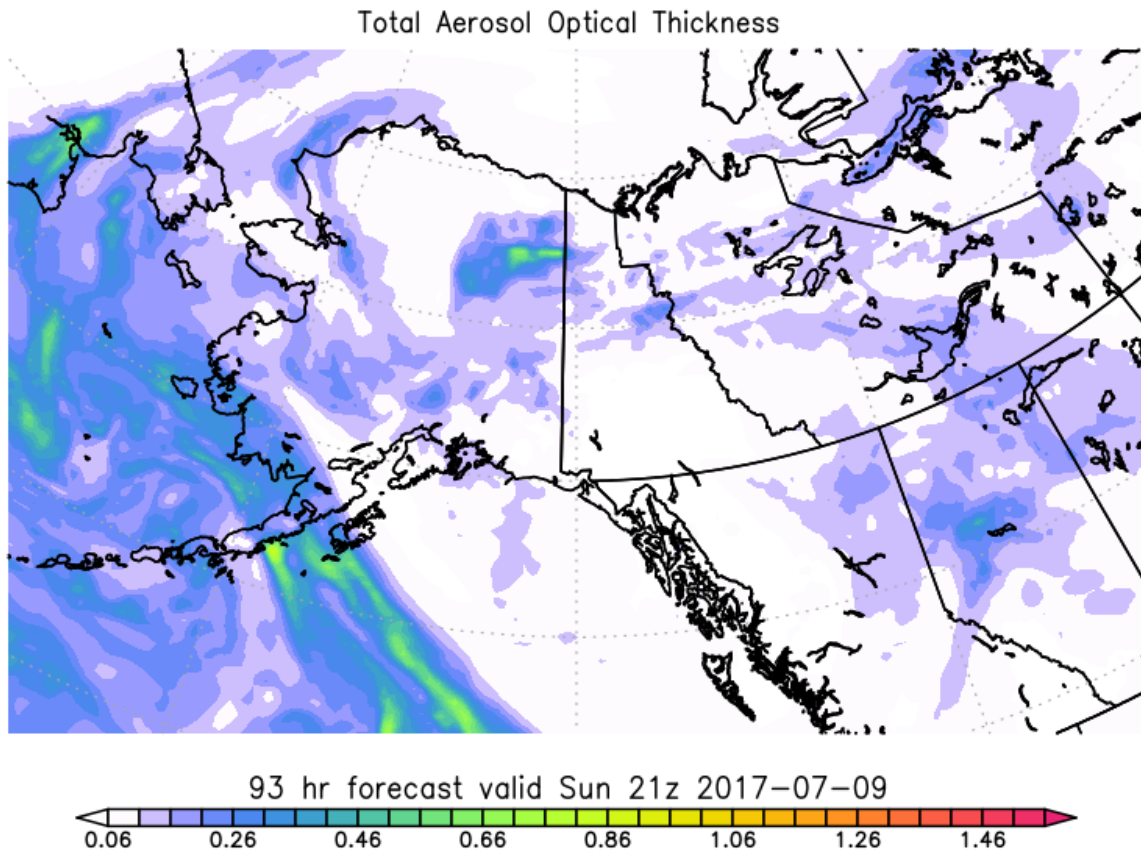 Total Aerosol Optical Thickness
93 hr forecast valid Sun 21z 2017-07-09
0.06 0.26 0.46 0.66 0.86 1.06 1.26 1.46